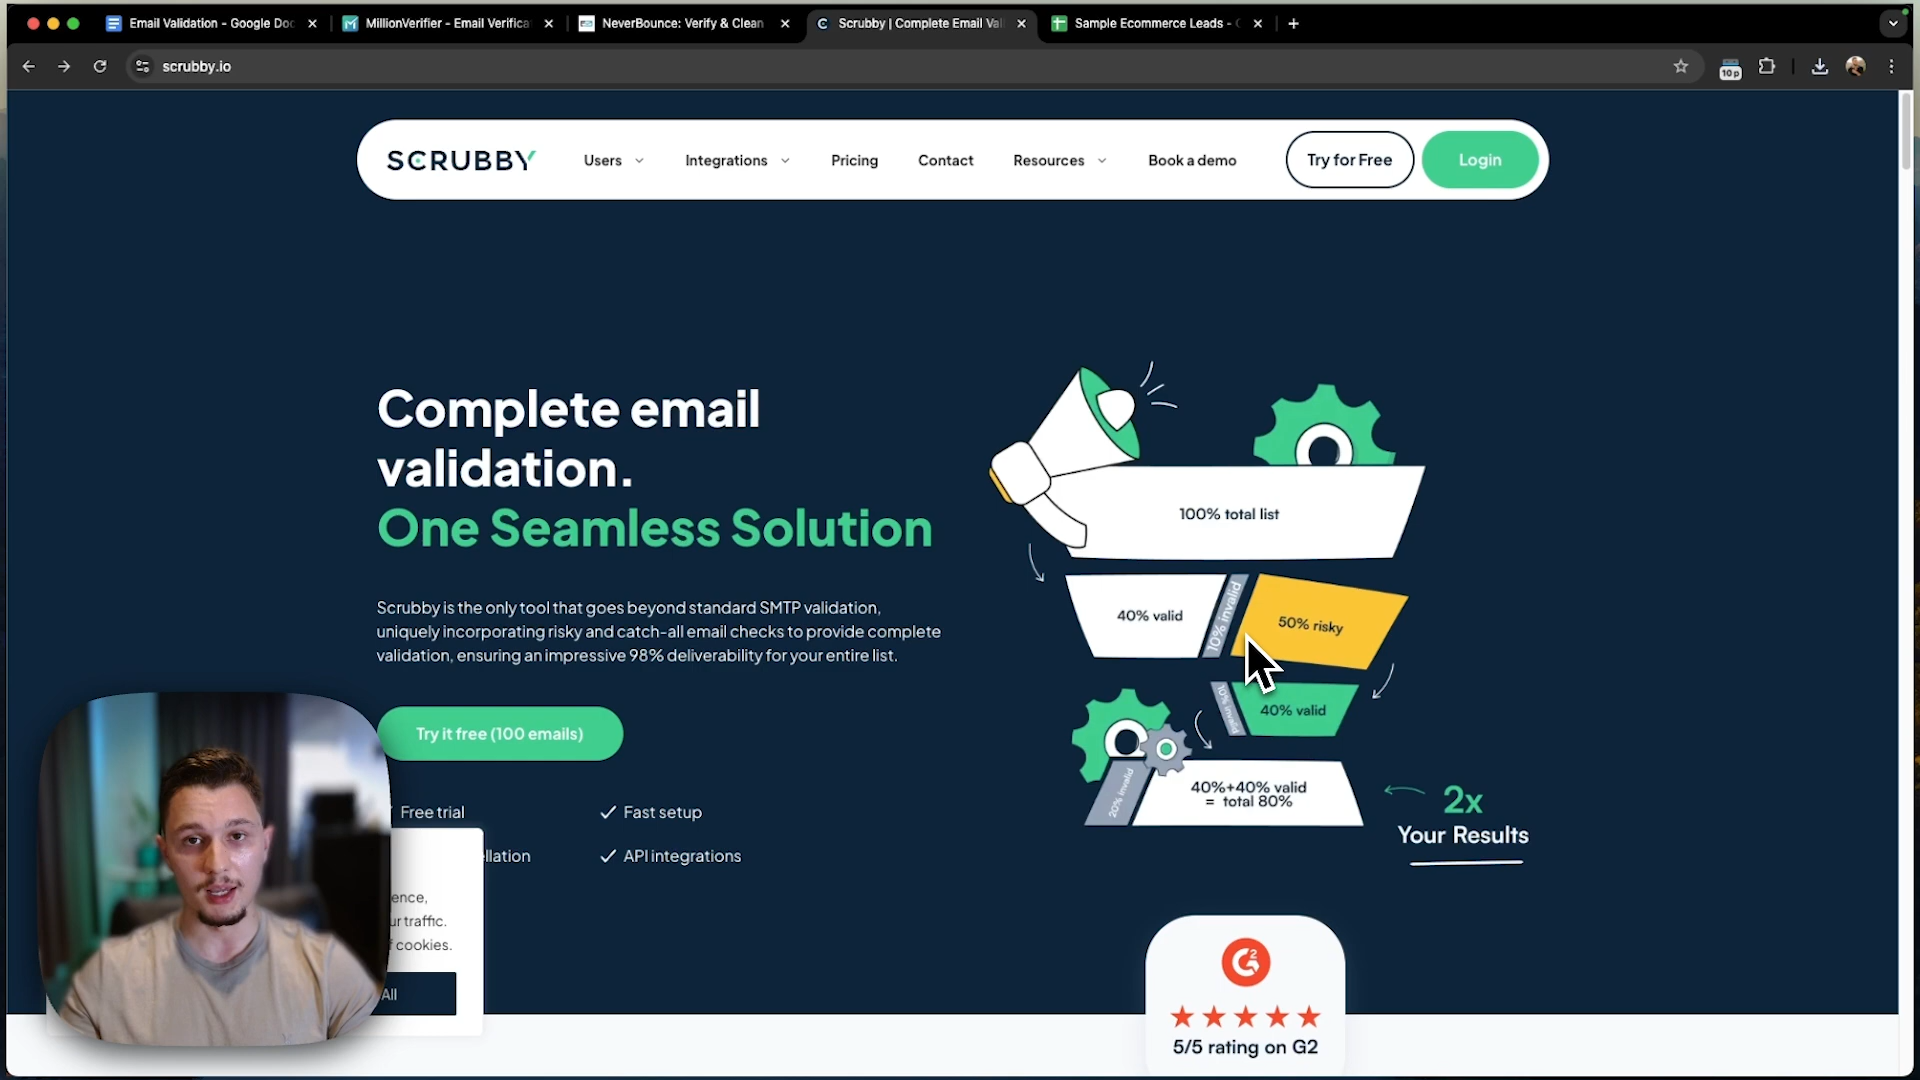 Email Validation - Google Doc
MillionVerifier - Email Verifica
NeverBounce: Verify & Clean
Scrubby | Complete Email Val
Sample Ecommerce Leads -
scrubby.io
10 p
SCRUBBY
Users
Integrations
Pricing
Contact
Resources
Book a demo
Try for Free
Login
Complete email
validation.
One Seamless Solution
Scrubby is the only tool that goes beyond standard SMTP validation,
uniquely incorporating risky and catch-all email checks to provide complete
validation, ensuring an impressive 98% deliverability for your entire list.
Try it free (100 emails)
Free trial
Fast setup
llation
API integrations
ence,
ur traffic.
f cookies.
All
100% total list
40% valid
10% invalid
50% risky
10% invalid
40% valid
20% invalid
40%+40% valid
= total 80%
2x
Your Results
G2
5/5 rating on G2